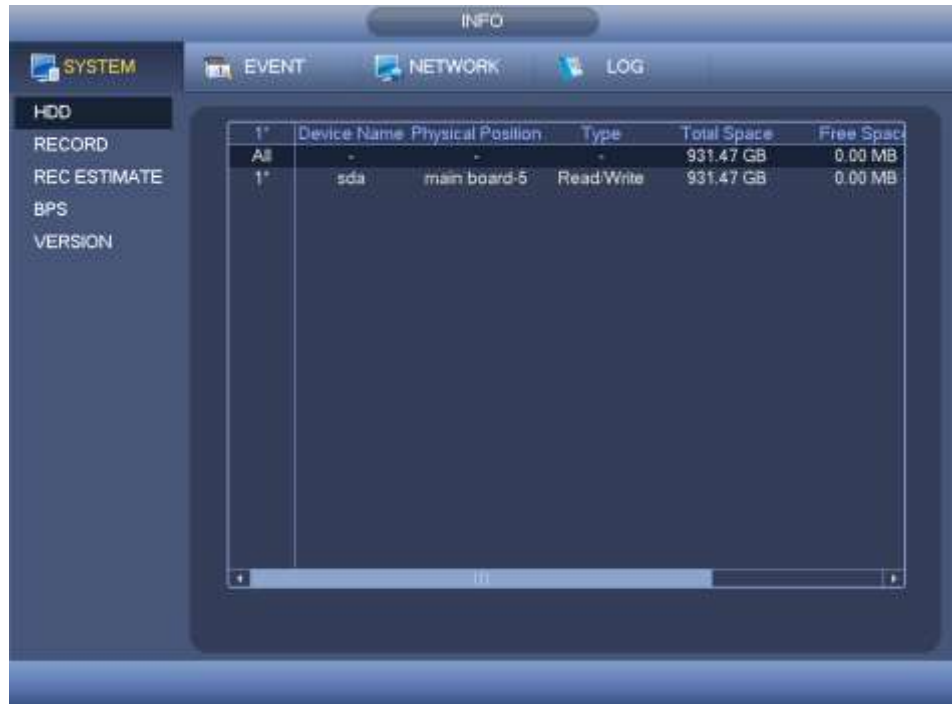 INFO
SYSTEM EVENT NETWORK LOG
HDD
RECORD
REC ESTIMATE
BPS
VERSION
1* Device Name Physical Position Type Total Space Free Space
All - - - 931.47 GB 0.00 MB
1* sda main board-5 Read/Write 931.47 GB 0.00 MB